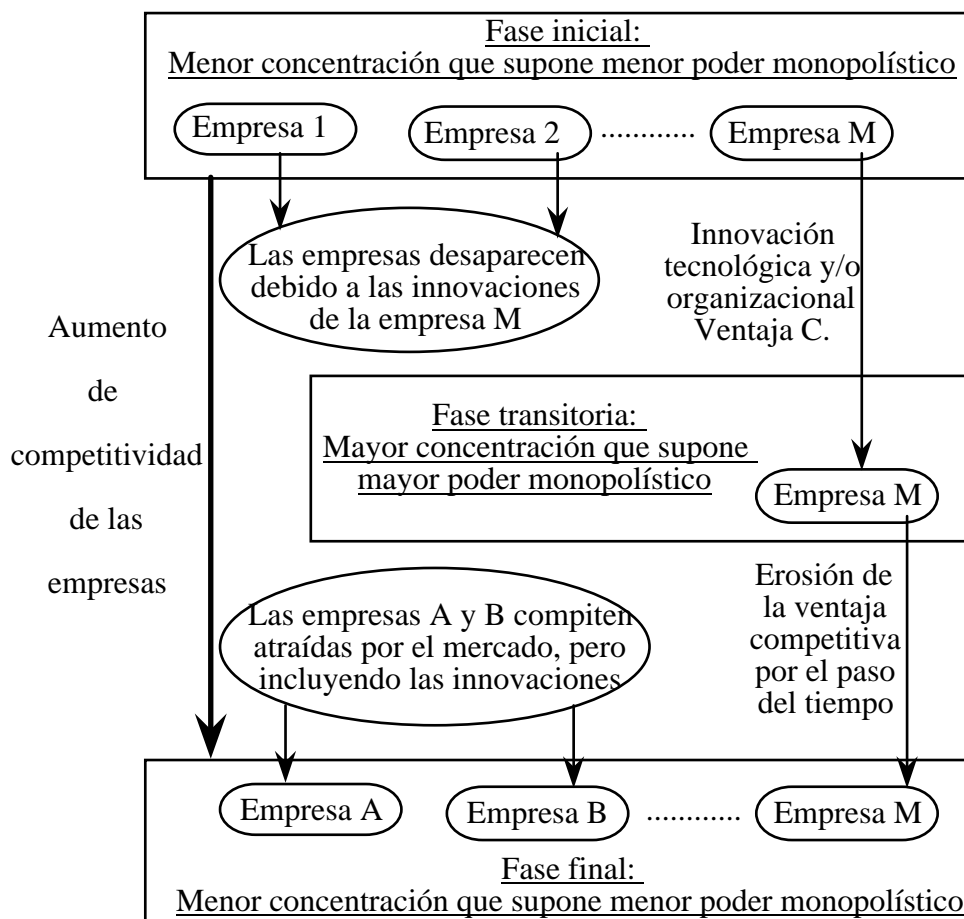 Fase inicial:
Menor concentración que supone menor poder monopolístico
Empresa 1
Empresa 2
............
Empresa M
Las empresas desaparecen
debido a las innovaciones
de la empresa M
Innovación
tecnológica y/o
organizacional
Ventaja C.
Aumento
de
competitividad
de las
empresas
Fase transitoria:
Mayor concentración que supone
mayor poder monopolístico
Empresa M
Las empresas A y B compiten
atraídas por el mercado, pero
incluyendo las innovaciones
Erosión de
la ventaja
competitiva
por el paso
del tiempo
Empresa A
Empresa B
............
Empresa M
Fase final:
Menor concentración que supone menor poder monopolístico